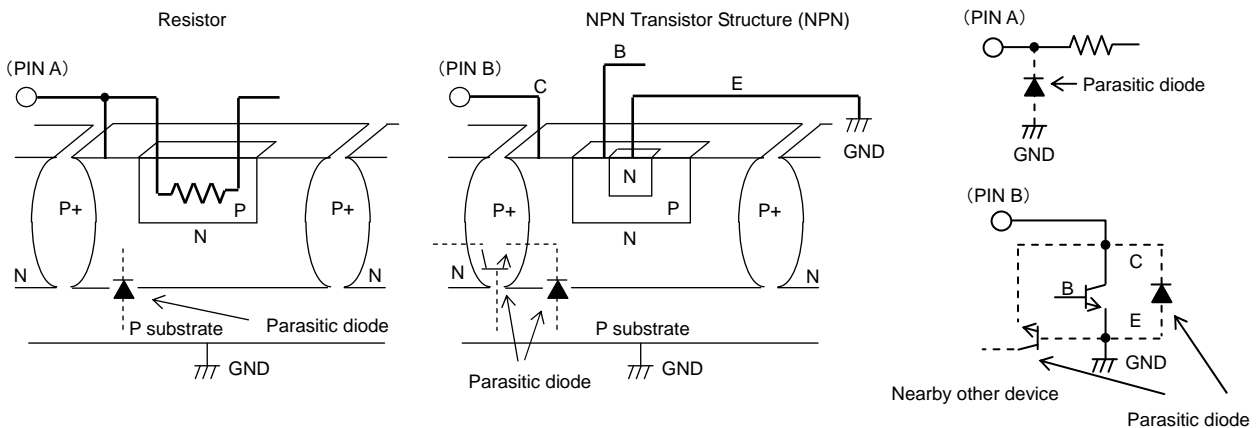 Resistor
(PIN A)
P+
P
N
P+
N
N
Parasitic diode
P substrate
GND
NPN Transistor Structure (NPN)
(PIN B)
C
B
E
GND
N
P+
P
P+
N
N
N
P substrate
GND
Parasitic diode
(PIN A)
Parasitic diode
GND
(PIN B)
C
B
E
GND
Nearby other device
Parasitic diode